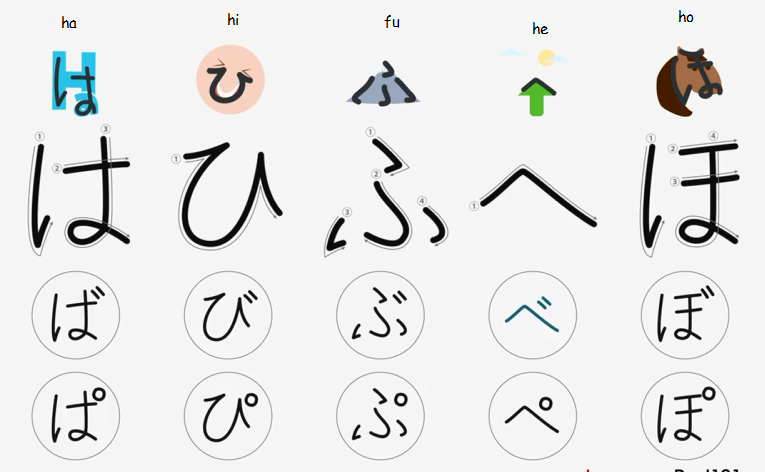 ha hi fu he ho
は ひ ふ へ ほ
1 2 3 1 1 2 3 4 1 1 2 3 4
は ひ ふ へ ほ
ば び ぶ べ ぼ
ぱ ぴ ぷ ぺ ぽ